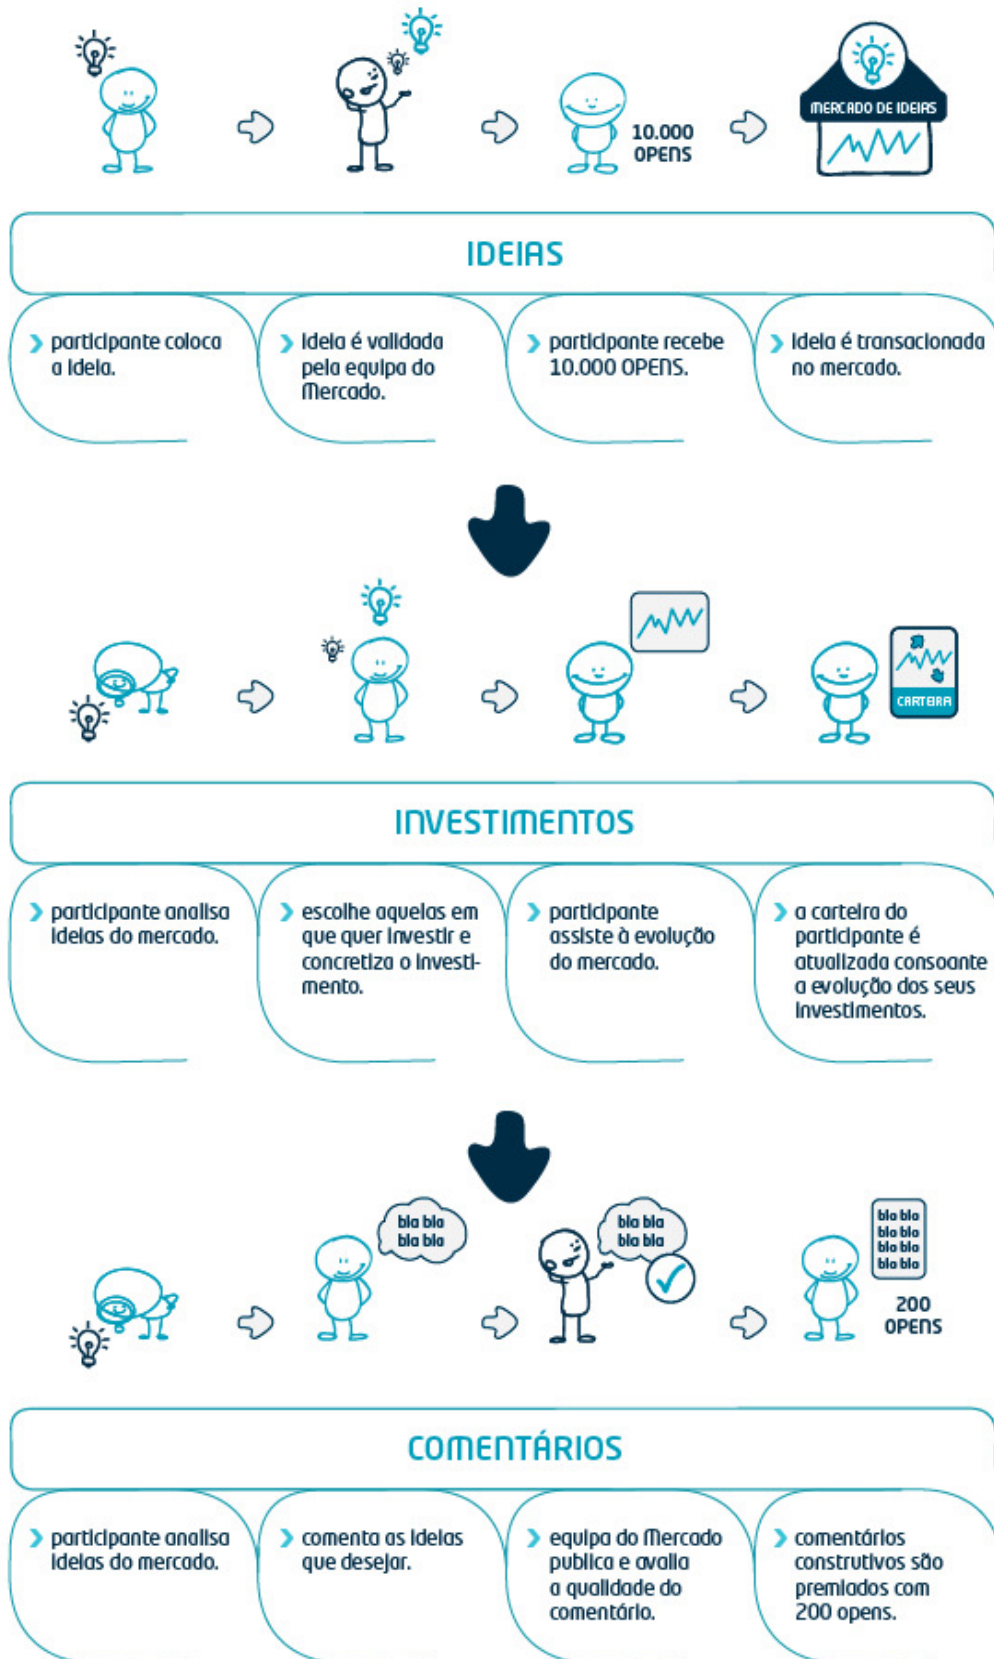 10.000
OPENS
MERCADO DE IDEIAS
IDEIAS
participante coloca
a ideia.
ideia é validada
pela equipa do
Mercado.
participante recebe
10.000 OPENS.
ideia é transacionada
no mercado.
CARTEIRA
INVESTIMENTOS
participante analisa
ideias do mercado.
escolhe aquelas em
que quer investir e
concretiza o investi-
mento.
participante
assiste à evolução
do mercado.
a carteira do
participante é
atualizada consoante
a evolução dos seus
investimentos.
bla bla
bla bla
bla bla
bla bla
bla bla
bla bla
bla bla
bla bla
200
OPENS
COMENTÁRIOS
participante analisa
ideias do mercado.
comenta as ideias
que desejar.
equipa do Mercado
publica e avalia
a qualidade do
comentário.
comentários
construtivos são
premiados com
200 opens.